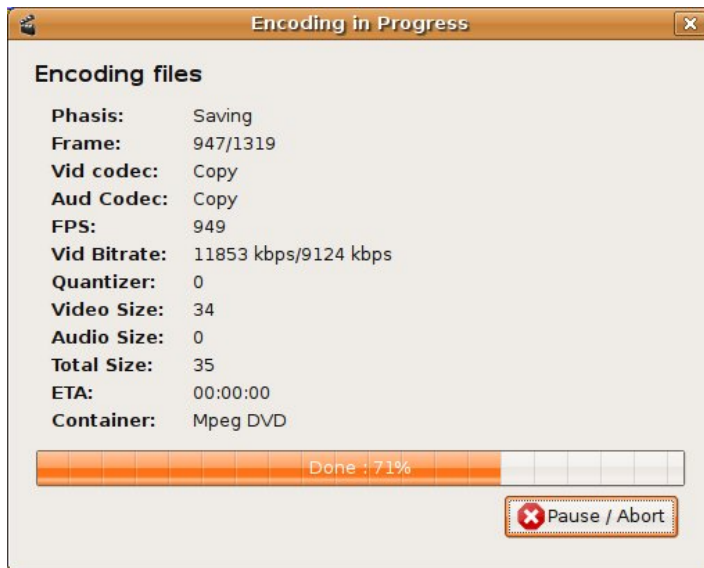 Encoding in Progress
Encoding files
Phasis: Saving
Frame: 947/1319
Vid codec: Copy
Aud Codec: Copy
FPS: 949
Vid Bitrate: 11853 kbps/9124 kbps
Quantizer: 0
Video Size: 34
Audio Size: 0
Total Size: 35
ETA: 00:00:00
Container: Mpeg DVD
Done : 71%
Pause / Abort